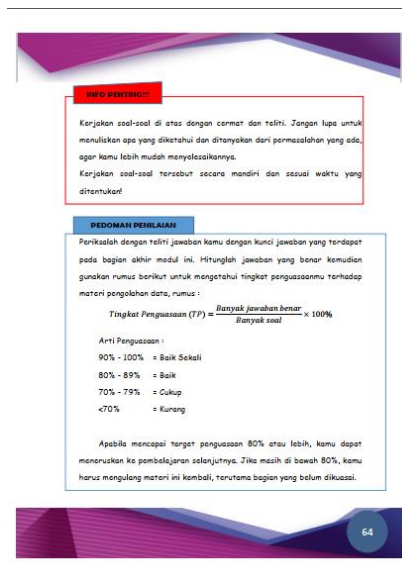 INFO PENTING!!!
Kerjakan soal-soal di atas dengan cermat dan teliti. Jangan lupa untuk
menuliskan apa yang diketahui dan ditanyakan dari permasalahan yang ada,
agar kamu lebih mudah menyelesaikannya.
Kerjakan soal-soal tersebut secara mandiri dan sesuai waktu yang
ditentukan!
PEDOMAN PENILAIAN
Periksalah dengan teliti jawaban kamu dengan kunci jawaban yang terdapat
pada bagian akhir modul ini. Hitunglah jawaban yang benar kemudian
gunakan rumus berikut untuk mengetahui tingkat penguasaanmu terhadap
materi pengolahan data, rumus :
Tingkat Penguasaan (TP) = Banyak jawaban benar / Banyak soal × 100%
Arti Penguasaan :
90% - 100% = Baik Sekali
80% - 89% = Baik
70% - 79% = Cukup
<70% = Kurang
Apabila mencapai target penguasaan 80% atau lebih, kamu dapat
meneruskan ke pembelajaran selanjutnya. Jika masih di bawah 80%, kamu
harus mengulang materi ini kembali, terutama bagian yang belum dikuasai.
64